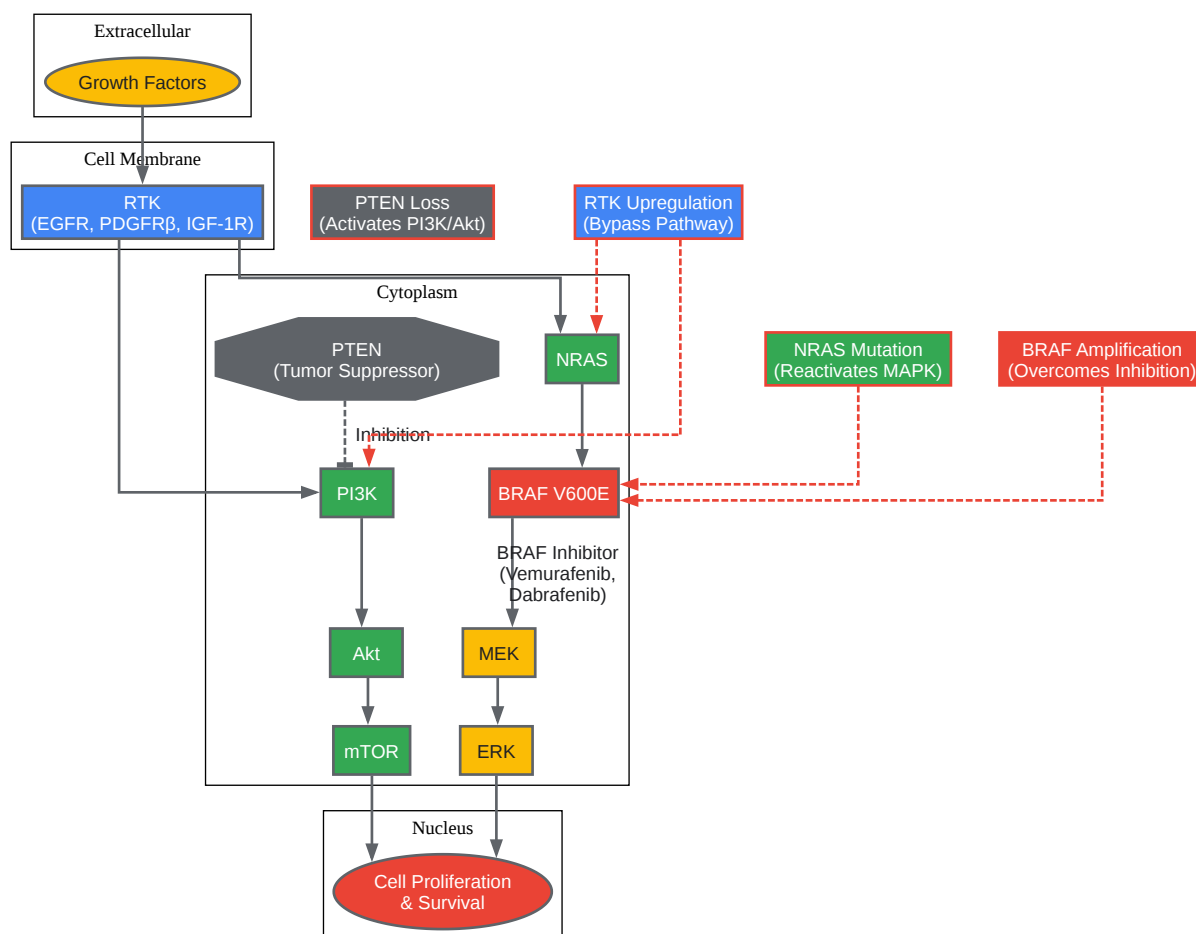 Extracellular
Growth Factors
Cell Membrane
RTK
(EGFR, PDGFRβ, IGF-1R)
PTEN Loss
(Activates PI3K/Akt)
RTK Upregulation
(Bypass Pathway)
Cytoplasm
PTEN
(Tumor Suppressor)
NRAS
NRAS Mutation
(Reactivates MAPK)
BRAF Amplification
(Overcomes Inhibition)
Inhibition
PI3K
BRAF V600E
BRAF Inhibitor
(Vemurafenib,
Dabrafenib)
Akt
MEK
mTOR
ERK
Nucleus
Cell Proliferation
& Survival